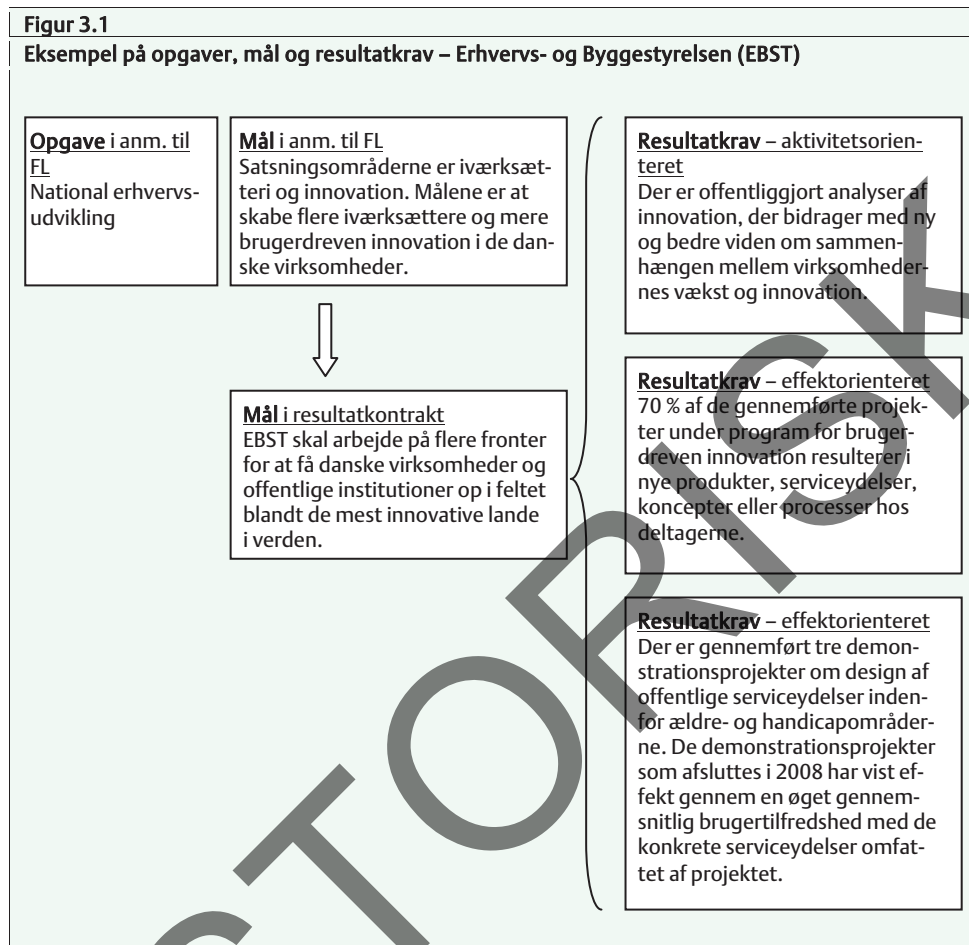 Figur 3.1
Eksempel på opgaver, mål og resultatkrav – Erhvervs- og Byggestyrelsen (EBST)
Opgave i anm. til
FL
National erhvervs-
udvikling
Mål i anm. til FL
Satsningsområderne er iværksæt-
teri og innovation. Målene er at
skabe flere iværksættere og mere
brugerdreven innovation i de dan-
ske virksomheder.
Mål i resultatkontrakt
EBST skal arbejde på flere fronter
for at få danske virksomheder og
offentlige institutioner op i feltet
blandt de mest innovative lande
i verden.
Resultatkrav – aktivitetsorien-
teret
Der er offentliggjort analyser af
innovation, der bidrager med ny
og bedre viden om sammen-
hængen mellem virksomheder-
nes vækst og innovation.
Resultatkrav – effektorienteret
70 % af de gennemførte projek-
ter under program for bruger-
dreven innovation resulterer i
nye produkter, serviceydelser,
koncepter eller processer hos
deltagerne.
Resultatkrav – effektorienteret
Der er gennemført tre demon-
strationsprojekter om design af
offentlige serviceydelser inden-
for ældre- og handicapområder-
ne. De demonstrationsprojekter
som afsluttes i 2008 har vist ef-
fekt gennem en øget gennem-
snitlig brugertilfredshed med de
konkrete serviceydelser omfat-
tet af projektet.
STORISK